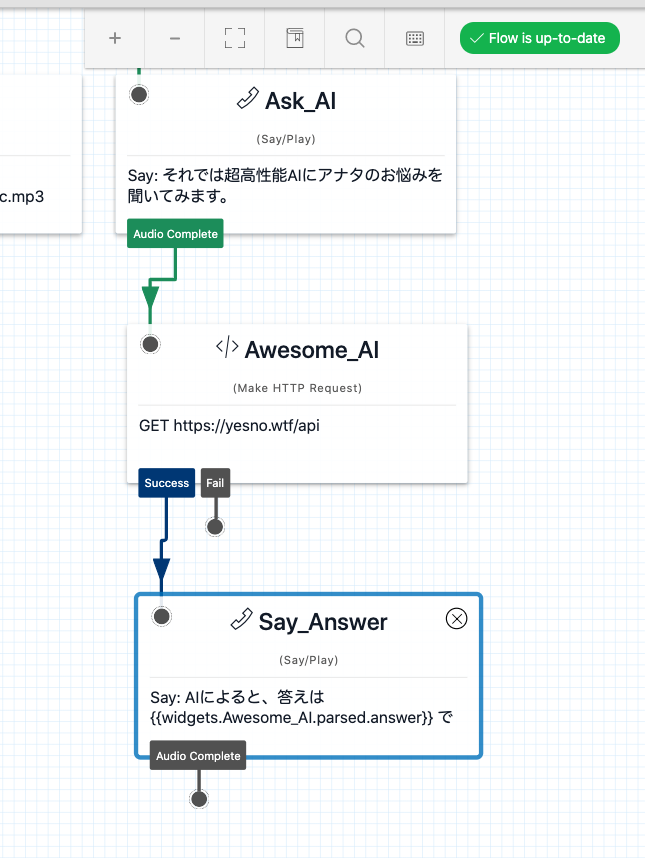 Flow is up-to-date
c.mp3
Ask_AI
(Say/Play)
Say: それでは超高性能AIにアナタのお悩みを
聞いてみます。
Audio Complete
</> Awesome_AI
(Make HTTP Request)
GET https://yesno.wtf/api
Success
Fail
Say_Answer
(Say/Play)
Say: AIによると、答えは
{{widgets.Awesome_AI.parsed.answer}} で
Audio Complete